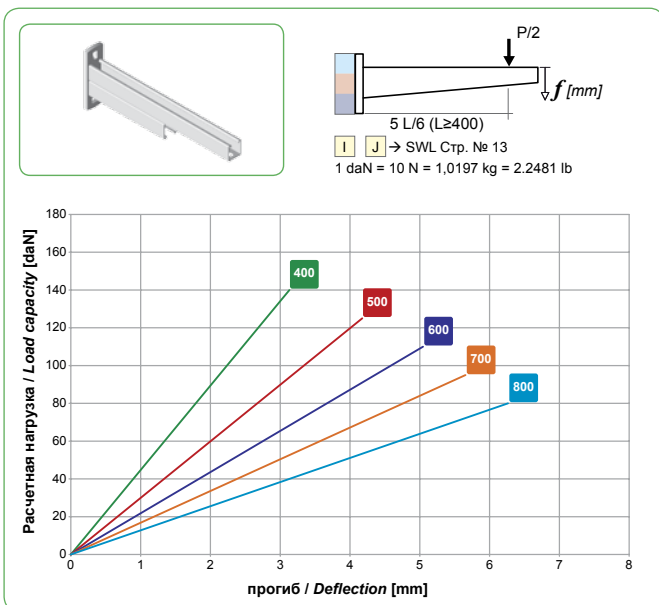 P/2
f [mm]
5 L/6 (L≥400)
I J → SWL Стр. № 13
1 daN = 10 N = 1,0197 kg = 2.2481 lb
Расчетная нагрузка / Load capacity [daN]
180
160
140
120
100
80
60
40
20
0
400
500
600
700
800
0 1 2 3 4 5 6 7 8
прогиб / Deflection [mm]